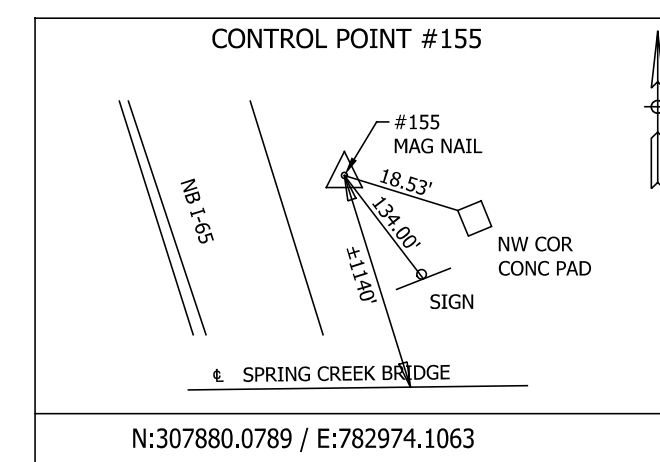 CONTROL POINT #155
#155
MAG NAIL
18.53'
134.00'
NB I-65
±1140'
NW COR
CONC PAD
SIGN
℄ SPRING CREEK BRIDGE
N:307880.0789 / E:782974.1063